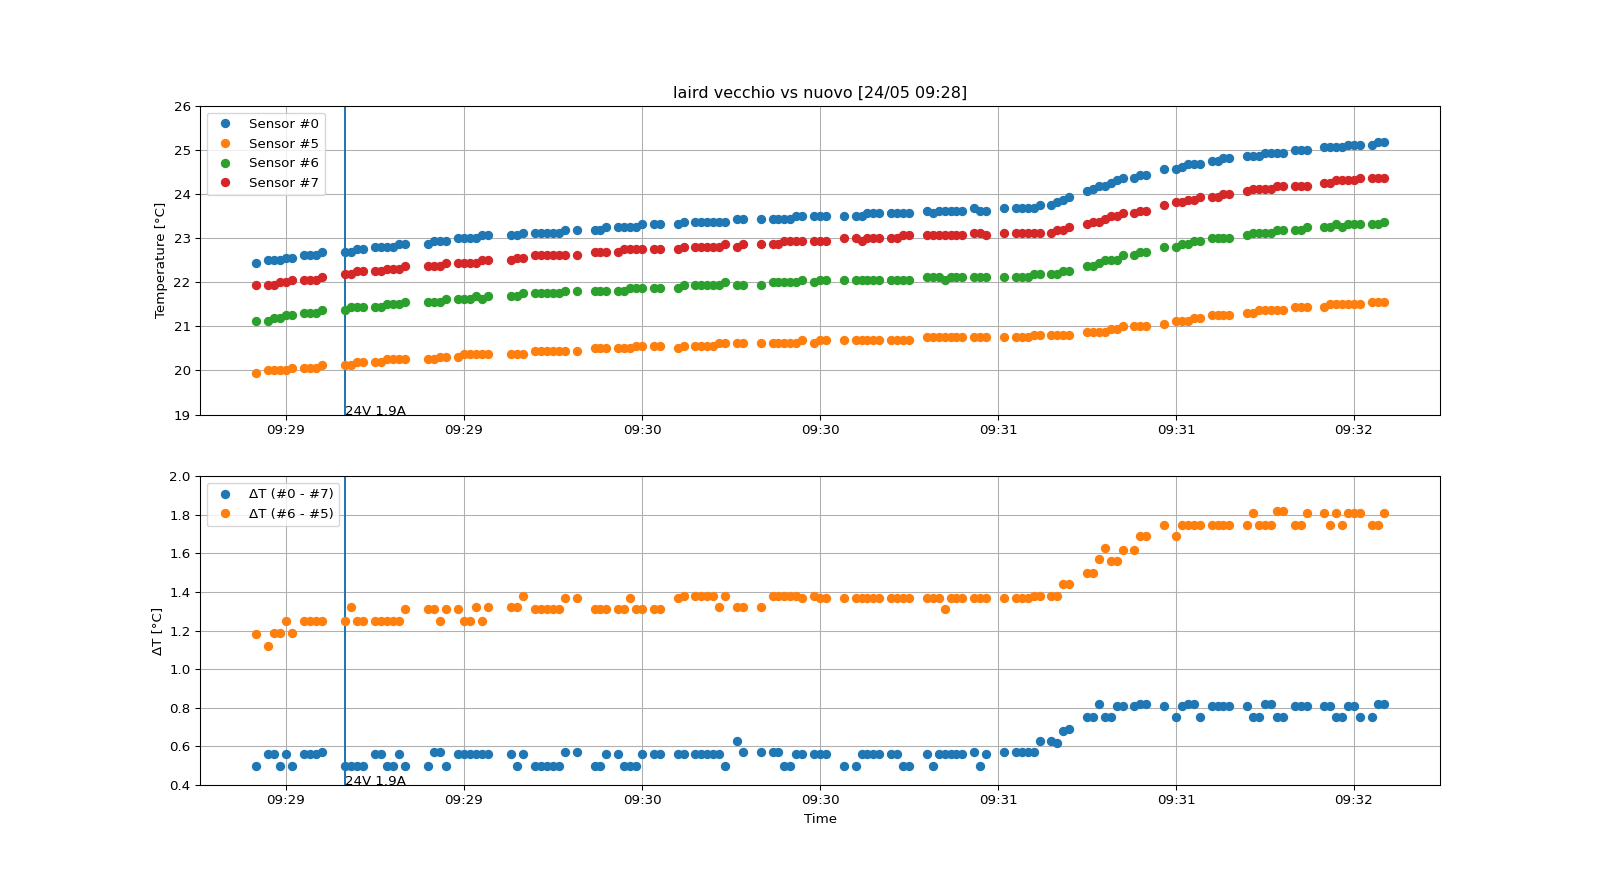 laird vecchio vs nuovo [24/05 09:28]
26
25
24
23
22
21
20
19
Temperature [°C]
Sensor #0
Sensor #5
Sensor #6
Sensor #7
24V 1.9A
09:29 09:29 09:30 09:30 09:31 09:31 09:32
2.0
1.8
1.6
1.4
1.2
1.0
0.8
0.6
0.4
ΔT [°C]
ΔT (#0 - #7)
ΔT (#6 - #5)
24V 1.9A
09:29 09:29 09:30 09:30 09:31 09:31 09:32
Time